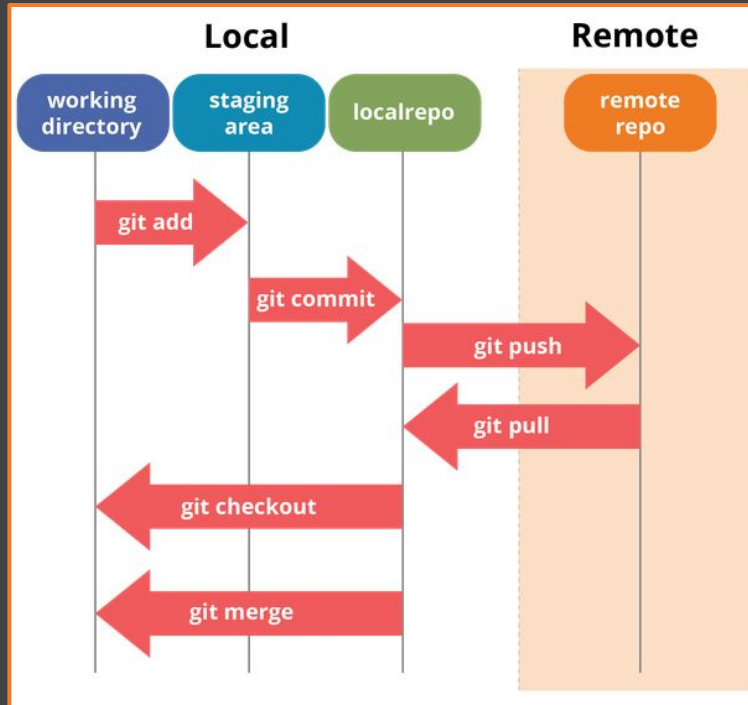 Local
Remote
working
directory
staging
area
localrepo
remote
repo
git add
git commit
git push
git pull
git checkout
git merge